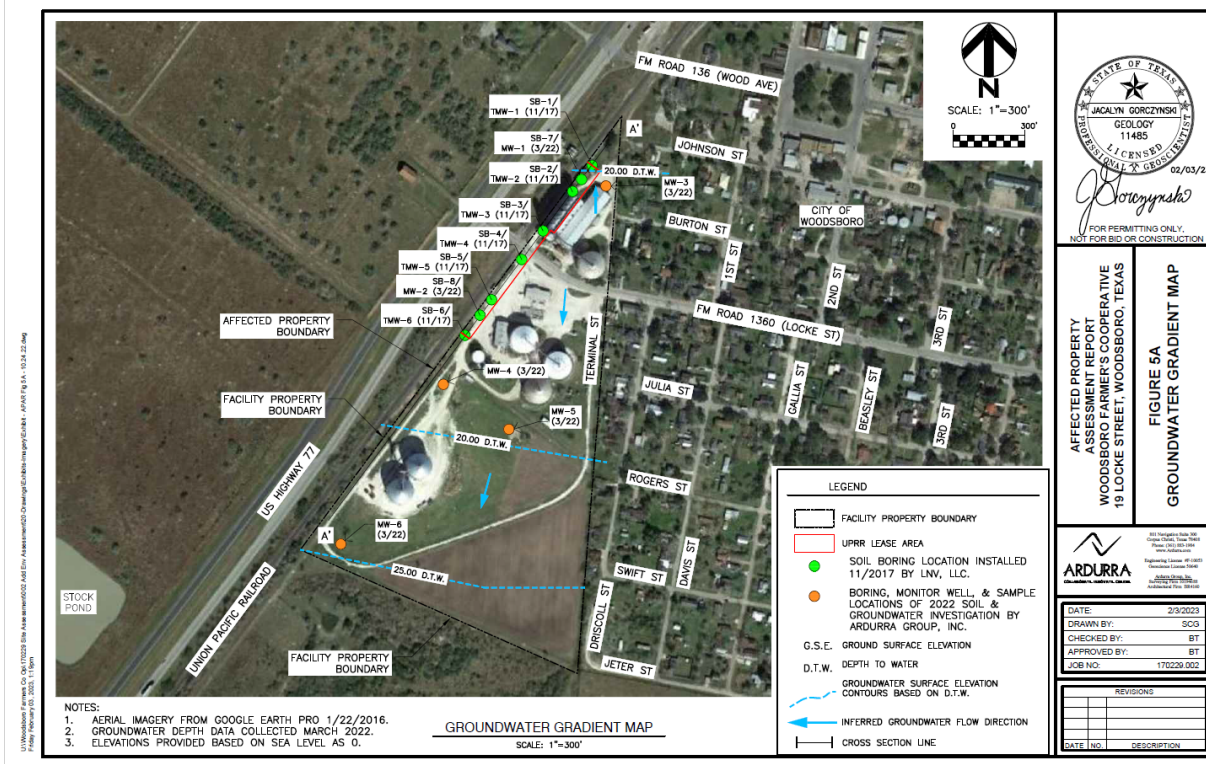 FM ROAD 136 (WOOD AVE)
N
SCALE: 1"=300'
0 300'
SB-1/
TMW-1 (11/17)
SB-7/
MW-1 (3/22)
SB-2/
TMW-2 (11/17)
SB-3/
TMW-3 (11/17)
SB-4/
TMW-4 (11/17)
SB-5/
TMW-5 (11/17)
SB-8/
MW-2 (3/22)
SB-6/
TMW-6 (11/17)
A'
20.00 D.T.W.
MW-3
(3/22)
JOHNSON ST
BURTON ST
1ST ST
CITY OF
WOODSBORO
2ND ST
3RD ST
FM ROAD 1360 (LOCKE ST)
TERMINAL ST
JULIA ST
GALLIA ST
BEASLEY ST
3RD ST
AFFECTED PROPERTY
BOUNDARY
FACILITY PROPERTY
BOUNDARY
MW-4 (3/22)
MW-5
(3/22)
20.00 D.T.W.
US HIGHWAY 77
ROGERS ST
A'
MW-6
(3/22)
25.00 D.T.W.
SWIFT ST
DAVIS ST
DRISCOLL ST
JETER ST
STOCK
POND
UNION PACIFIC RAILROAD
FACILITY PROPERTY
BOUNDARY
LEGEND
FACILITY PROPERTY BOUNDARY
UPRR LEASE AREA
SOIL BORING LOCATION INSTALLED
11/2017 BY LNV, LLC.
BORING, MONITOR WELL, & SAMPLE
LOCATIONS OF 2022 SOIL &
GROUNDWATER INVESTIGATION BY
ARDURRA GROUP, INC.
G.S.E. GROUND SURFACE ELEVATION
D.T.W. DEPTH TO WATER
GROUNDWATER SURFACE ELEVATION
CONTOURS BASED ON D.T.W.
INFERRED GROUNDWATER FLOW DIRECTION
CROSS SECTION LINE
NOTES:
1. AERIAL IMAGERY FROM GOOGLE EARTH PRO 1/22/2016.
2. GROUNDWATER DEPTH DATA COLLECTED MARCH 2022.
3. ELEVATIONS PROVIDED BASED ON SEA LEVEL AS 0.
GROUNDWATER GRADIENT MAP
SCALE: 1"=300'
STATE OF TEXAS
JACALYN GORCZYNSKI
GEOLOGY
11485
LICENSED
PROFESSIONAL GEOSCIENTIST
02/03/2
J Gorczynski
FOR PERMITTING ONLY,
NOT FOR BID OR CONSTRUCTION
AFFECTED PROPERTY
ASSESSMENT REPORT
WOODSBORO FARMER'S COOPERATIVE
19 LOCKE STREET, WOODSBORO, TEXAS
FIGURE 5A
GROUNDWATER GRADIENT MAP
ARDURRA
DATE: 2/3/2023
DRAWN BY: SCG
CHECKED BY: BT
APPROVED BY: BT
JOB NO: 170229.002
REVISIONS
DATE NO. DESCRIPTION
Friday February 03, 2023, 1:19pm